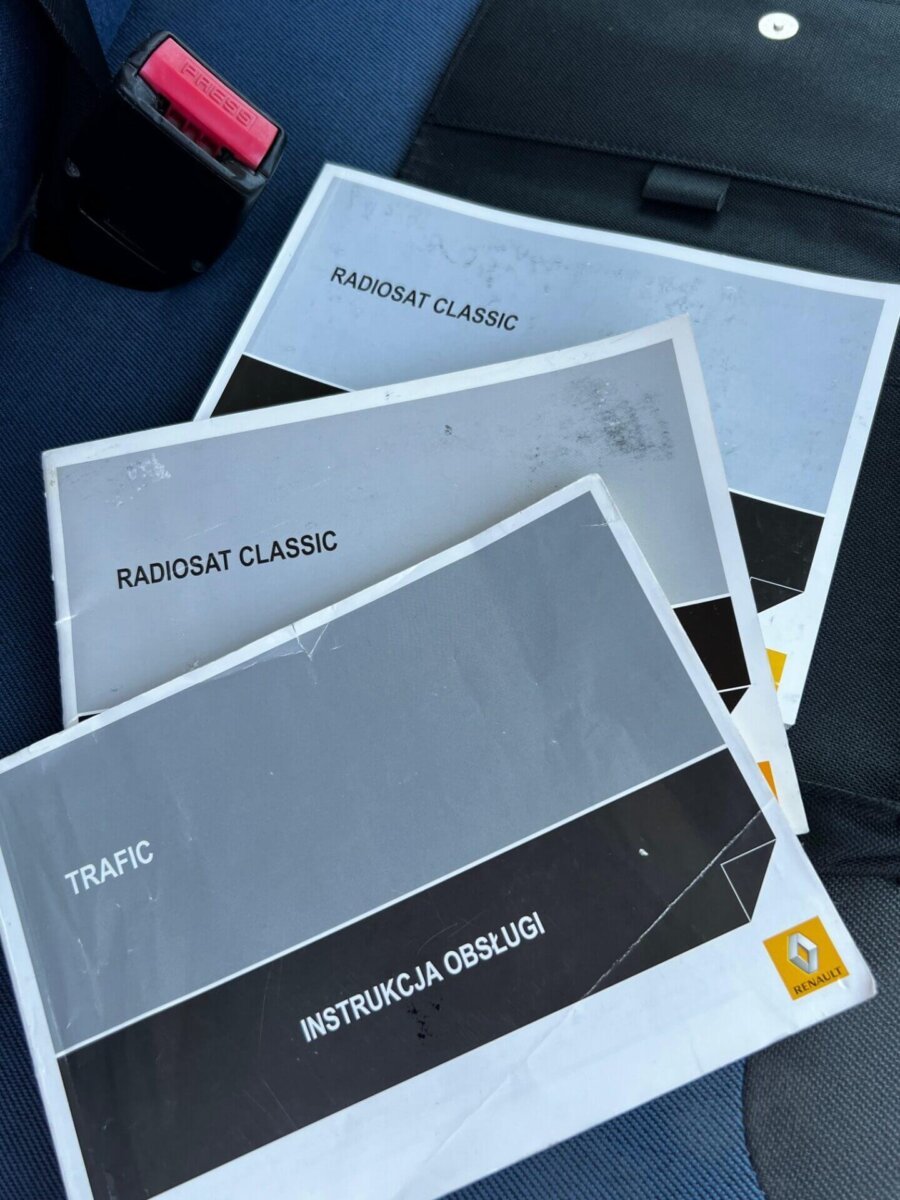 PRESS
RADIOSAT CLASSIC
RADIOSAT CLASSIC
TRAFIC
INSTRUKCJA OBSŁUGI
RENAULT